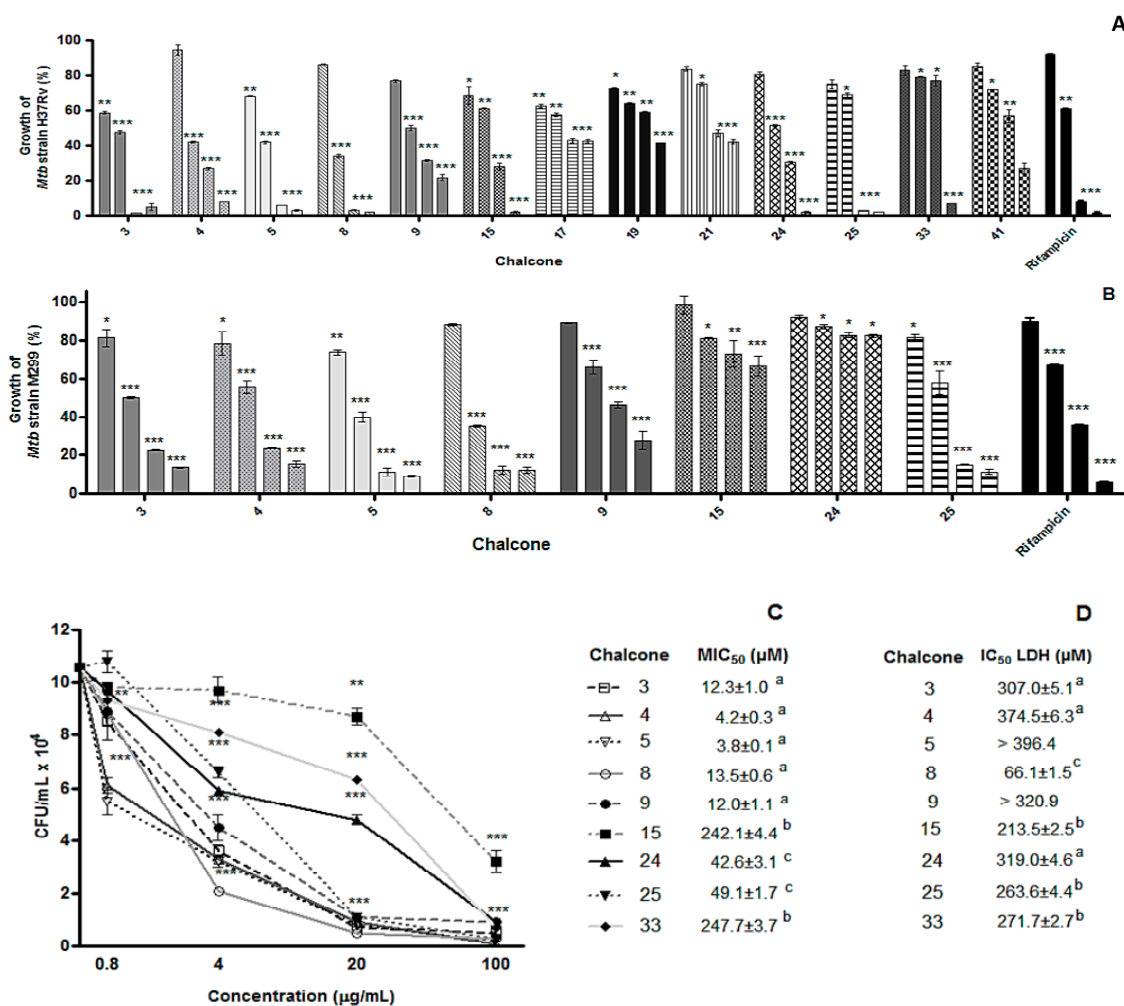 A
Growth of
Mtb strain H37Rv (%)
100
80
60
40
20
0
** *** *** *** *** ** *** *** *** *** *** *** *** * ** *** *** ** ** *** * ** ** *** * *** *** *** * *** * * *** * ** ** ***
3 4 5 8 9 15 17 19 21 24 25 33 41 Rifampicin
Chalcone
B
Growth of
Mtb strain M299 (%)
100
80
60
40
20
0
* *** *** *** * *** *** *** ** *** *** *** *** *** *** *** *** *** * ** *** * * * * *** *** *** *** *** ***
3 4 5 8 9 15 24 25 Rifampicin
Chalcone
C
CFU/mL x 10⁴
12
10
8
6
4
2
0
** *** *** *** *** *** ** *** *** *** *** ***
0.8 4 20 100
Concentration (µg/mL)
Chalcone MIC₅₀ (µM)
3 12.3±1.0 a
4 4.2±0.3 a
5 3.8±0.1 a
8 13.5±0.6 a
9 12.0±1.1 a
15 242.1±4.4 b
24 42.6±3.1 c
25 49.1±1.7 c
33 247.7±3.7 b
D
Chalcone IC₅₀ LDH (µM)
3 307.0±5.1 a
4 374.5±6.3 a
5 > 396.4
8 66.1±1.5 c
9 > 320.9
15 213.5±2.5 b
24 319.0±4.6 a
25 263.6±4.4 b
33 271.7±2.7 b